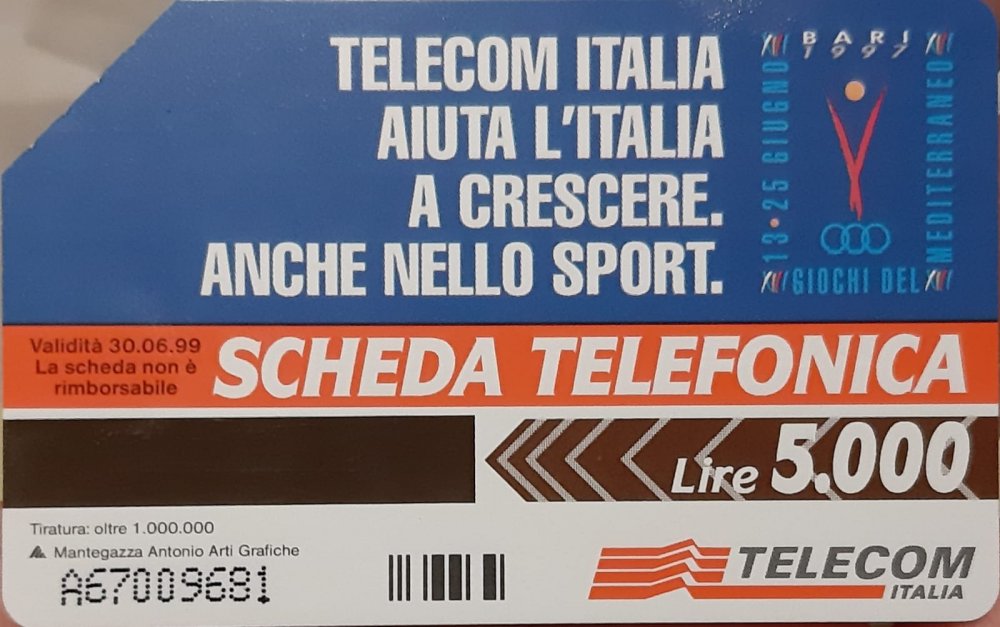 TELECOM ITALIA
AIUTA L'ITALIA
A CRESCERE.
ANCHE NELLO SPORT.
BARI
1997
XIII
13•25 GIUGNO
MEDITERRANEO
GIOCHI DEL
Validità 30.06.99
La scheda non è
rimborsabile
SCHEDA TELEFONICA
Lire 5.000
Tiratura: oltre 1.000.000
Mantegazza Antonio Arti Grafiche
A67009681
TELECOM
ITALIA